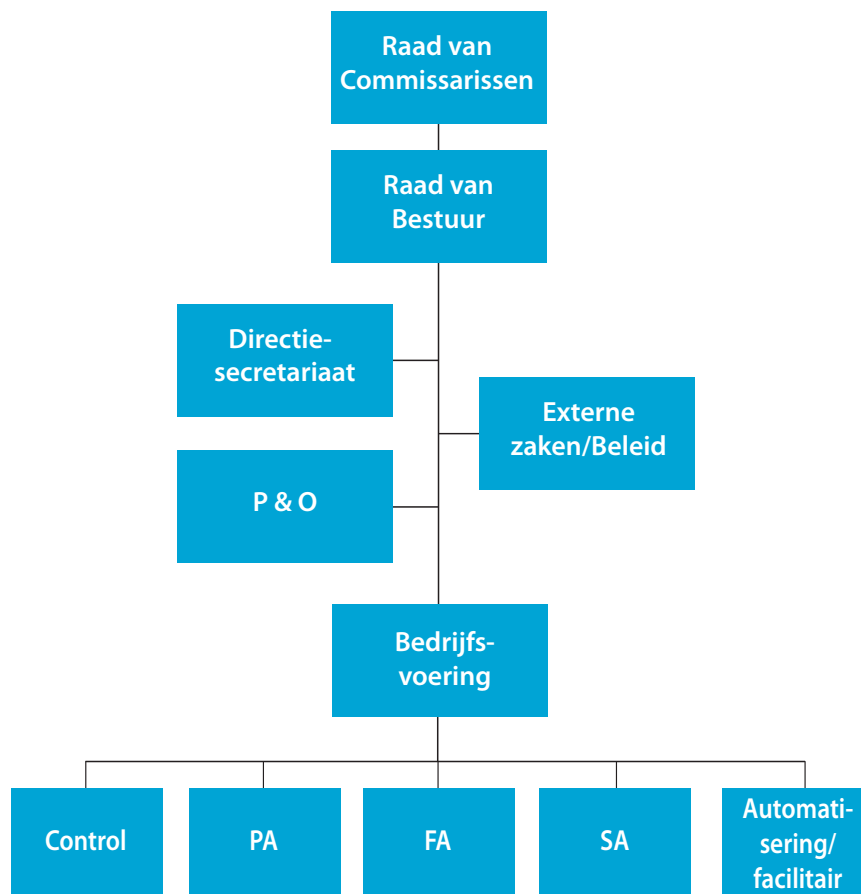 Raad van
Commissarissen
Raad van
Bestuur
Directie-
secretariaat
Externe
zaken/Beleid
P & O
Bedrijfs-
voering
Control
PA
FA
SA
Automati-
sering/
facilitair